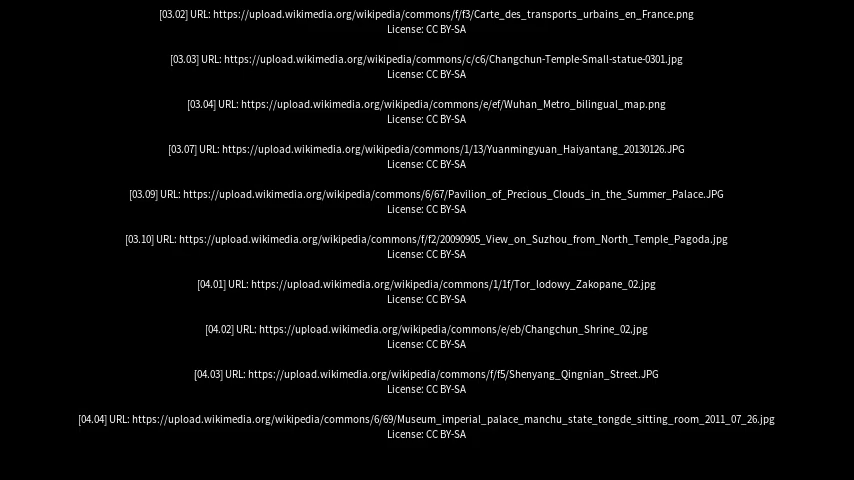 [03.02] URL: https://upload.wikimedia.org/wikipedia/commons/f/f3/Carte_des_transports_urbains_en_France.png
License: CC BY-SA
[03.03] URL: https://upload.wikimedia.org/wikipedia/commons/c/c6/Changchun-Temple-Small-statue-0301.jpg
License: CC BY-SA
[03.04] URL: https://upload.wikimedia.org/wikipedia/commons/e/ef/Wuhan_Metro_bilingual_map.png
License: CC BY-SA
[03.07] URL: https://upload.wikimedia.org/wikipedia/commons/1/13/Yuanmingyuan_Haiyantang_20130126.JPG
License: CC BY-SA
[03.09] URL: https://upload.wikimedia.org/wikipedia/commons/6/67/Pavilion_of_Precious_Clouds_in_the_Summer_Palace.JPG
License: CC BY-SA
[03.10] URL: https://upload.wikimedia.org/wikipedia/commons/f/f2/20090905_View_on_Suzhou_from_North_Temple_Pagoda.jpg
License: CC BY-SA
[04.01] URL: https://upload.wikimedia.org/wikipedia/commons/1/1f/Tor_lodowy_Zakopane_02.jpg
License: CC BY-SA
[04.02] URL: https://upload.wikimedia.org/wikipedia/commons/e/eb/Changchun_Shrine_02.jpg
License: CC BY-SA
[04.03] URL: https://upload.wikimedia.org/wikipedia/commons/f/f5/Shenyang_Qingnian_Street.JPG
License: CC BY-SA
[04.04] URL: https://upload.wikimedia.org/wikipedia/commons/6/69/Museum_imperial_palace_manchu_state_tongde_sitting_room_2011_07_26.jpg
License: CC BY-SA